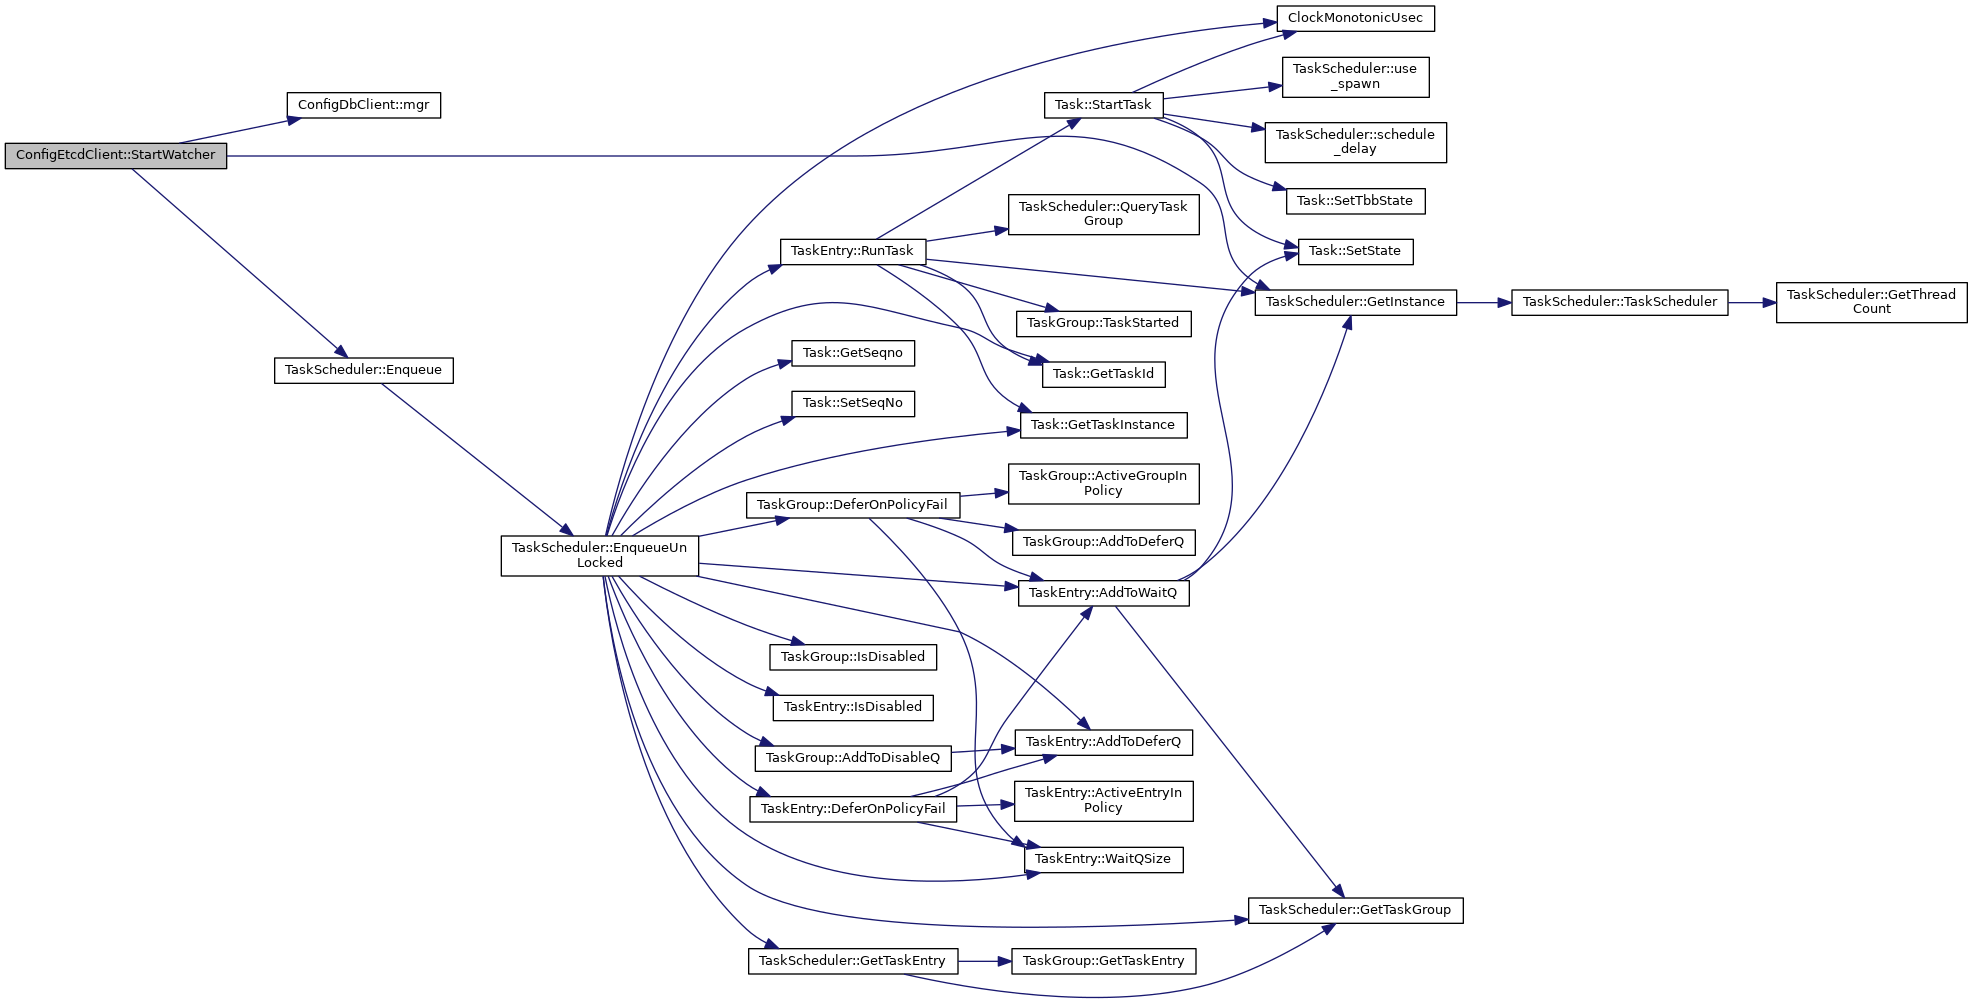 ClockMonotonicUsec
TaskScheduler::use
_spawn
ConfigDbClient::mgr
Task::StartTask
TaskScheduler::schedule
_delay
ConfigEtcdClient::StartWatcher
Task::SetTbbState
TaskScheduler::QueryTask
Group
TaskEntry::RunTask
Task::SetState
TaskScheduler::GetInstance
TaskScheduler::TaskScheduler
TaskScheduler::GetThread
Count
TaskGroup::TaskStarted
Task::GetSeqno
TaskScheduler::Enqueue
Task::GetTaskId
Task::SetSeqNo
Task::GetTaskInstance
TaskGroup::ActiveGroupIn
Policy
TaskGroup::DeferOnPolicyFail
TaskGroup::AddToDeferQ
TaskScheduler::EnqueueUn
Locked
TaskEntry::AddToWaitQ
TaskGroup::IsDisabled
TaskEntry::IsDisabled
TaskEntry::AddToDeferQ
TaskGroup::AddToDisableQ
TaskEntry::ActiveEntryIn
Policy
TaskEntry::DeferOnPolicyFail
TaskEntry::WaitQSize
TaskScheduler::GetTaskGroup
TaskScheduler::GetTaskEntry
TaskGroup::GetTaskEntry